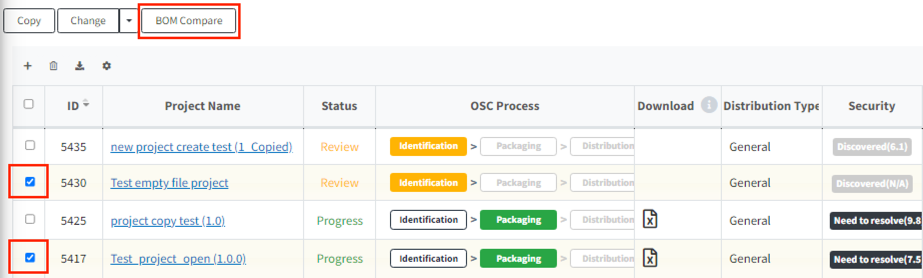 Copy Change BOM Compare
ID Project Name Status OSC Process Download Distribution Type Security
5435 new project create test (1_Copied) Review Identification > Packaging > Distribution General Discovered(6.1)
5430 Test empty file project Review Identification > Packaging > Distribution General Discovered(N/A)
5425 project copy test (1.0) Progress Identification > Packaging > Distribution General Need to resolve(9.8
5417 Test_project_open (1.0.0) Progress Identification > Packaging > Distribution General Need to resolve(7.5